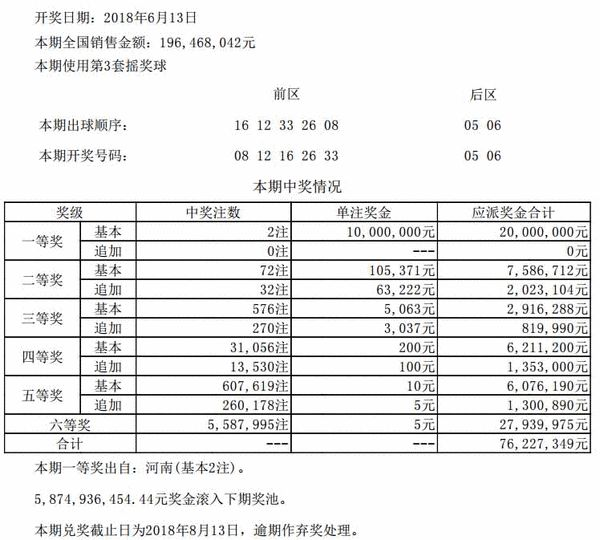 开奖日期：2018年6月13日
本期全国销售金额：196,468,042元
本期使用第3套摇奖球
前区 后区
本期出球顺序： 16 12 33 26 08 05 06
本期开奖号码： 08 12 16 26 33 05 06
本期中奖情况
奖级 中奖注数 单注奖金 应派奖金合计
一等奖 基本 2注 10,000,000元 20,000,000元
追加 0注 --- 0元
二等奖 基本 72注 105,371元 7,586,712元
追加 32注 63,222元 2,023,104元
三等奖 基本 576注 5,063元 2,916,288元
追加 270注 3,037元 819,990元
四等奖 基本 31,056注 200元 6,211,200元
追加 13,530注 100元 1,353,000元
五等奖 基本 607,619注 10元 6,076,190元
追加 260,178注 5元 1,300,890元
六等奖 5,587,995注 5元 27,939,975元
合计 --- --- 76,227,349元
本期一等奖出自：河南(基本2注)。
5,874,936,454.44元奖金滚入下期奖池。
本期兑奖截止日为2018年8月13日，逾期作弃奖处理。